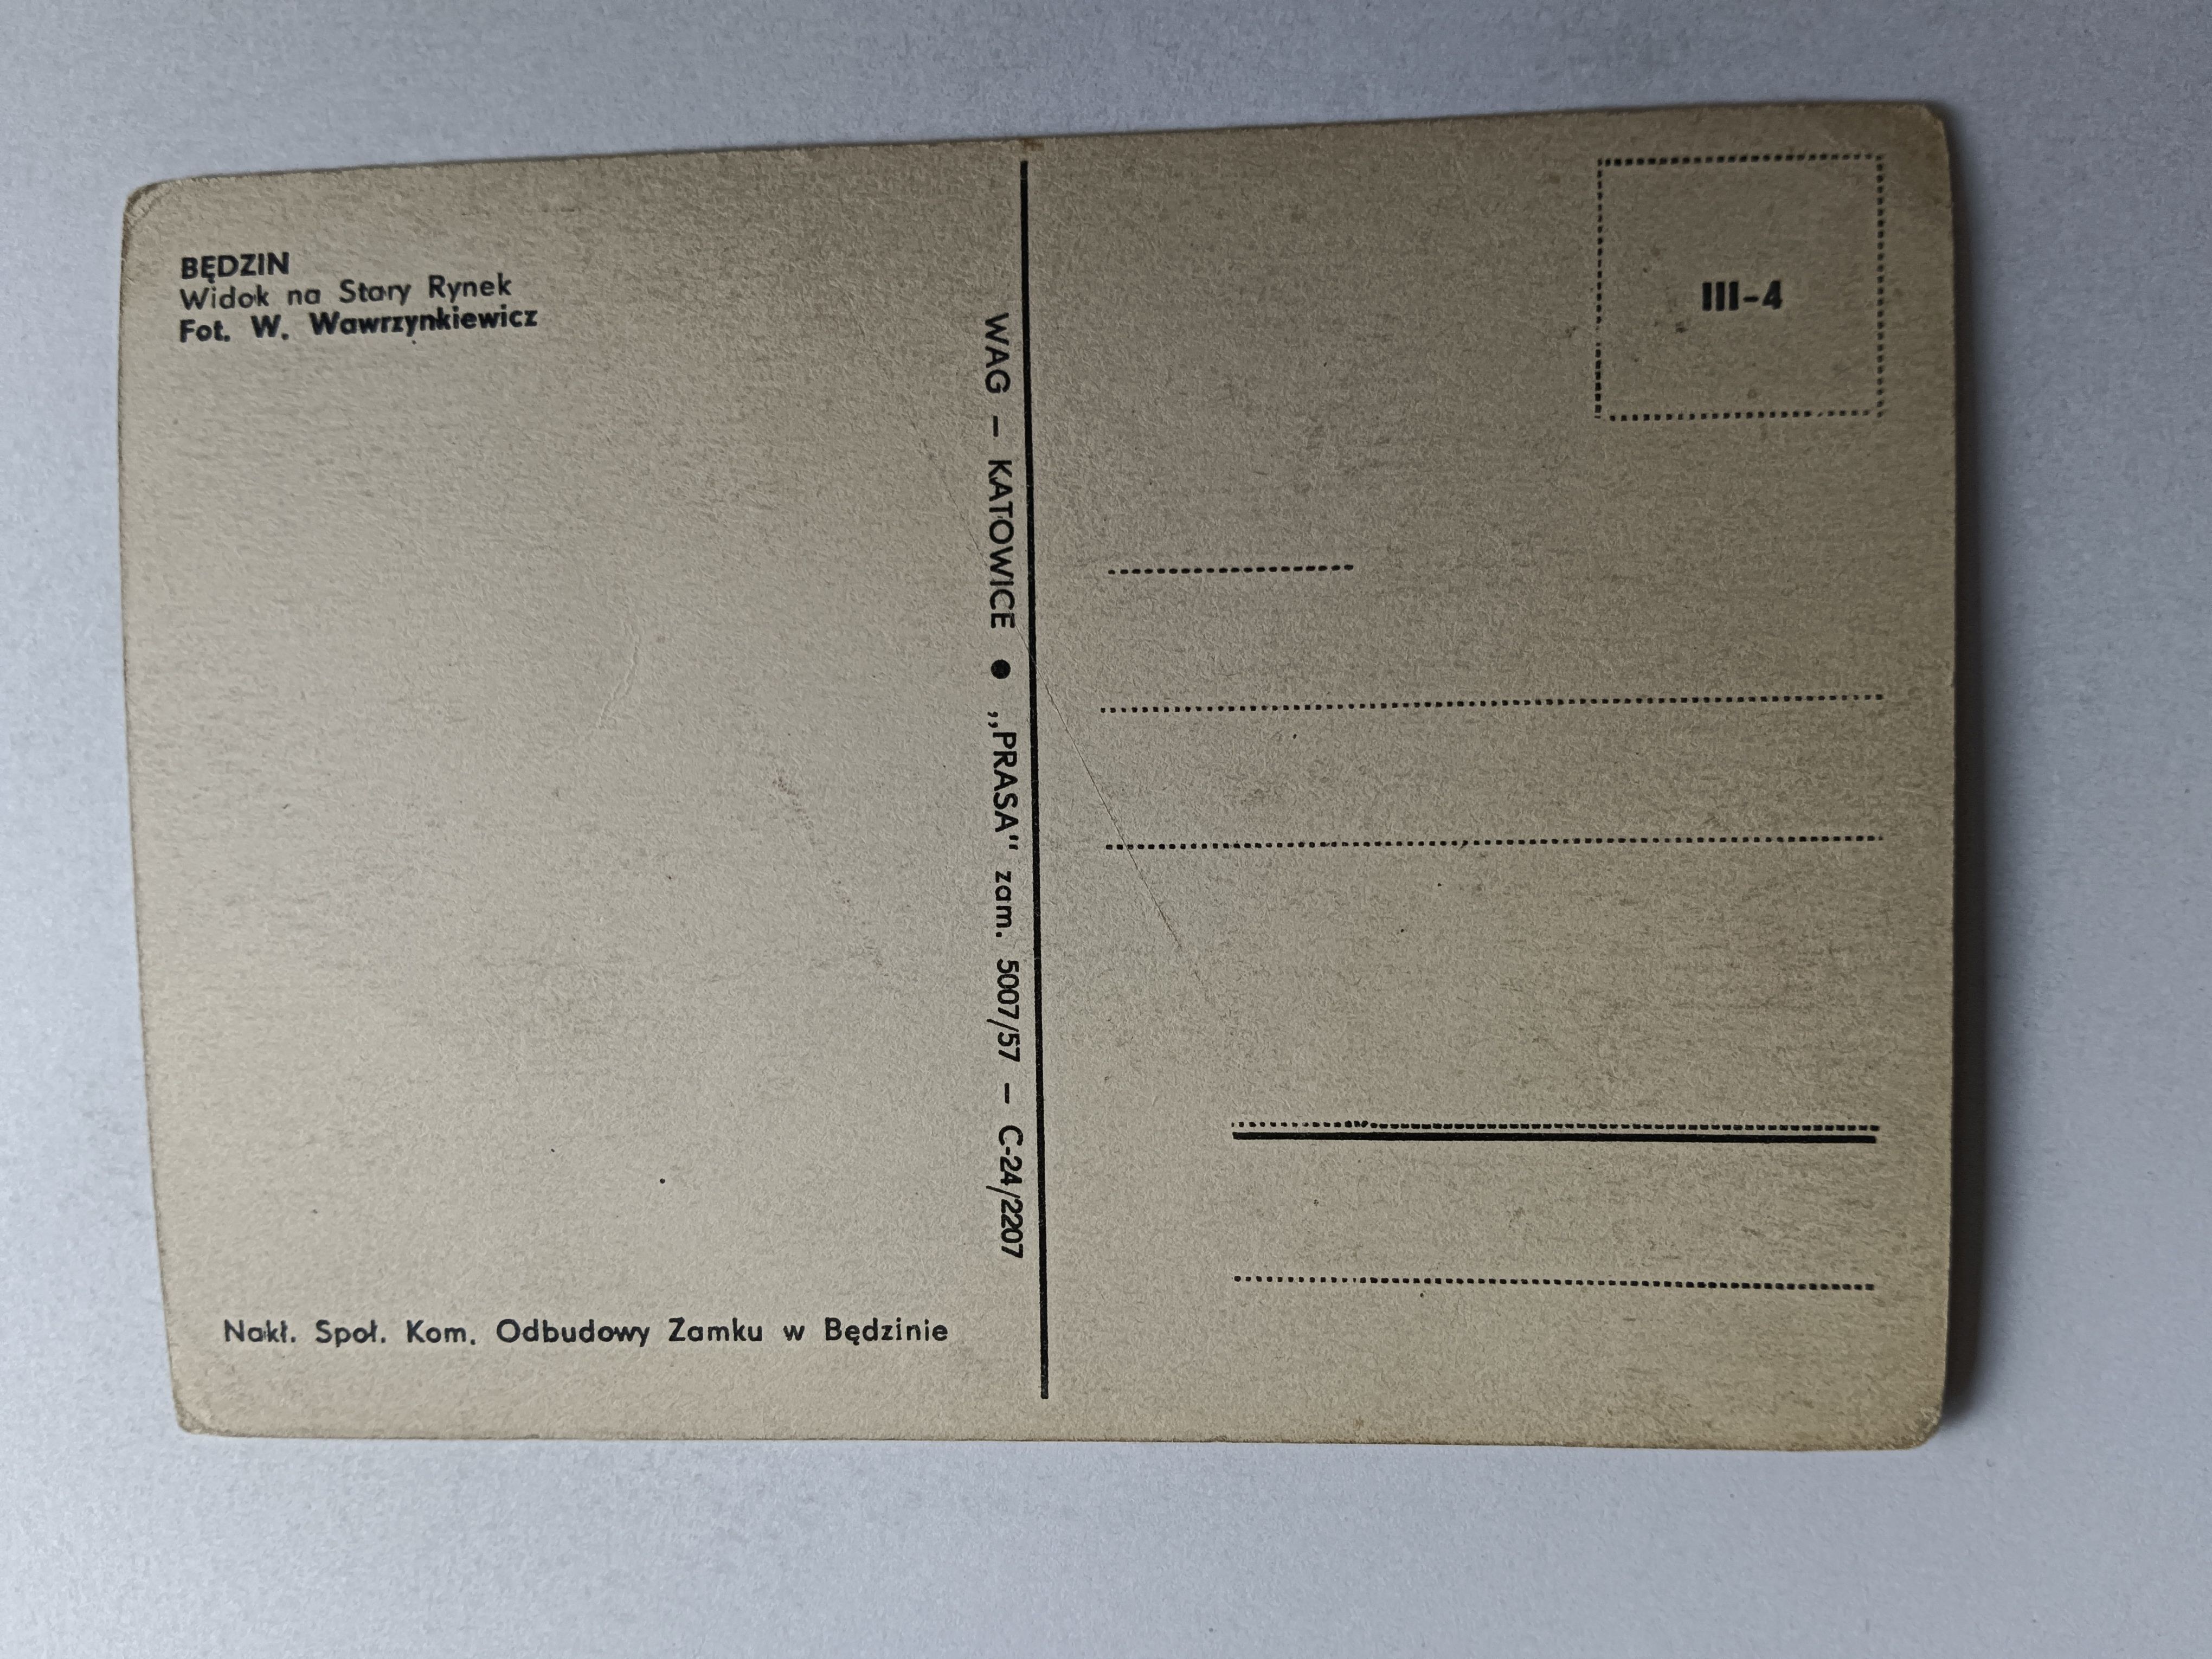 BĘDZIN
Widok na Stary Rynek
Fot. W. Wawrzynkiewicz
WAG – KATOWICE ● „PRASA" zam. 5007/57 – C-24/2207
III-4
Nakł. Społ. Kom. Odbudowy Zamku w Będzinie